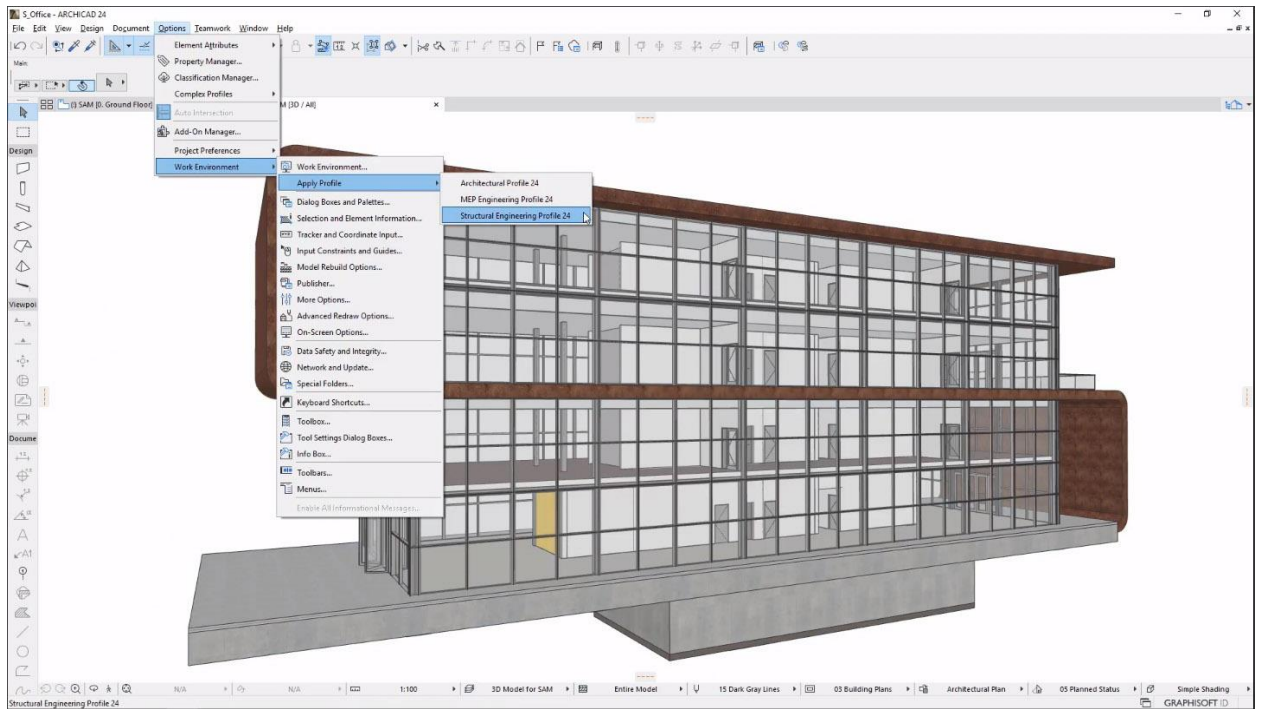 S_Office - ARCHICAD 24
File Edit View Design Document Options Teamwork Window Help
Main:
(!) SAM [0. Ground Floor]
M [3D / All]
Element Attributes
Property Manager...
Classification Manager...
Complex Profiles
Auto Intersection
Add-On Manager...
Project Preferences
Work Environment
Work Environment...
Apply Profile
Dialog Boxes and Palettes...
Selection and Element Information...
Tracker and Coordinate Input...
Input Constraints and Guides...
Model Rebuild Options...
Publisher...
More Options...
Advanced Redraw Options...
On-Screen Options...
Data Safety and Integrity...
Network and Update...
Special Folders...
Keyboard Shortcuts...
Toolbox...
Tool Settings Dialog Boxes...
Info Box...
Toolbars...
Menus...
Enable All Informational Messages...
Architectural Profile 24
MEP Engineering Profile 24
Structural Engineering Profile 24
Design
Viewpoi
Docume
N/A N/A 1:100 3D Model for SAM Entire Model 15 Dark Gray Lines 03 Building Plans Architectural Plan 05 Planned Status Simple Shading
Structural Engineering Profile 24
GRAPHISOFT ID